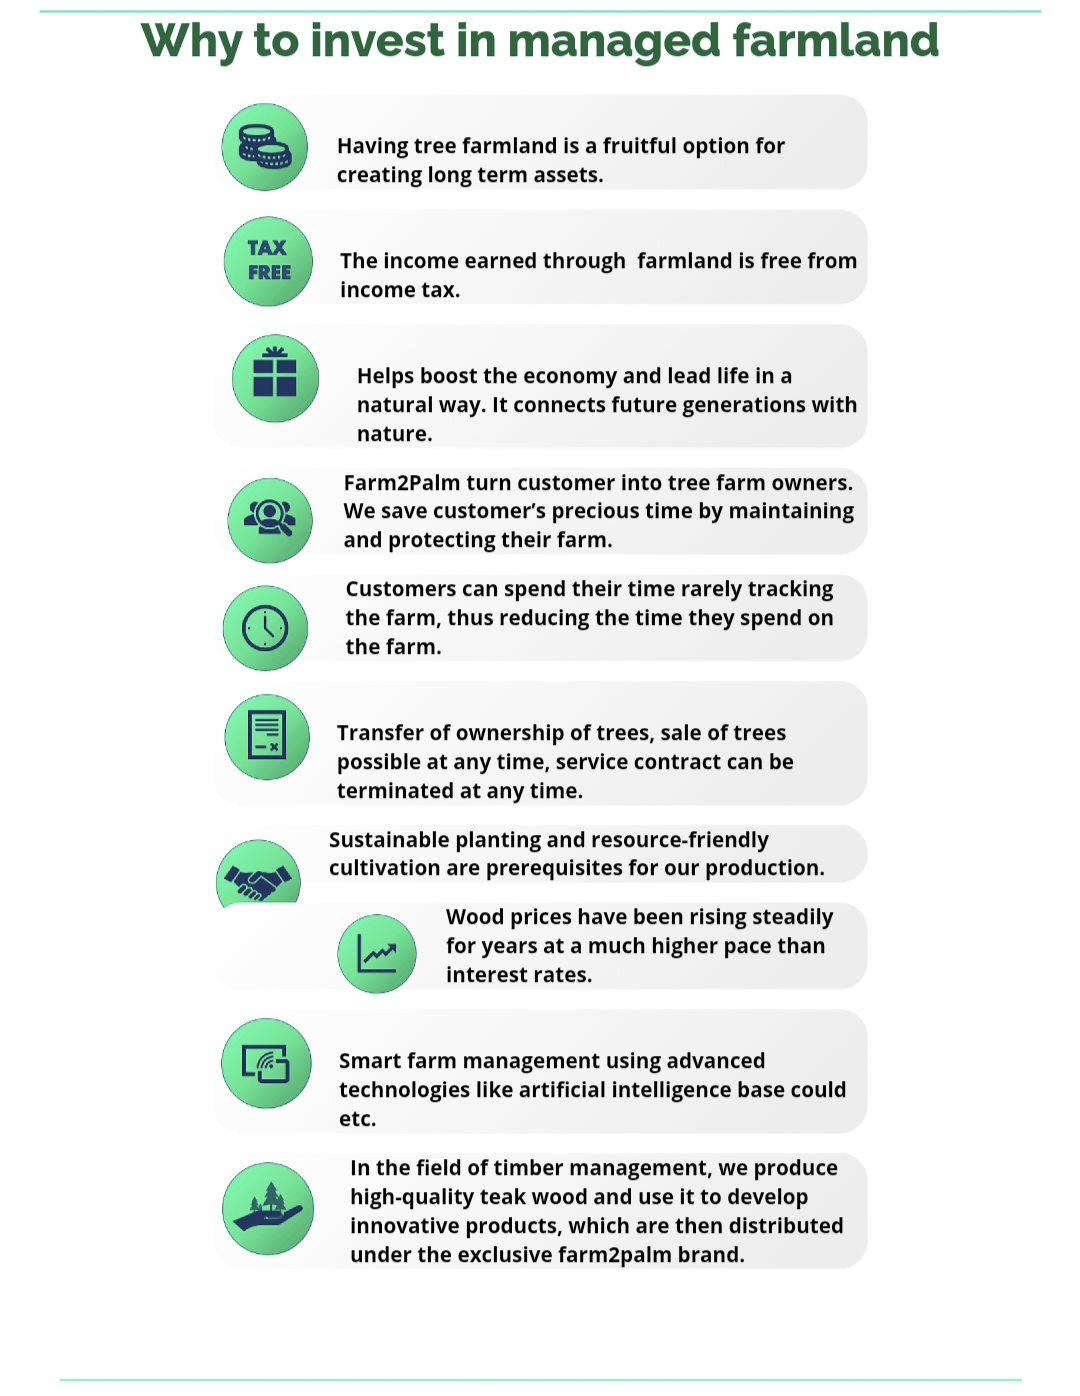 Why to invest in managed farmland
Having tree farmland is a fruitful option for
creating long term assets.
TAX
FREE
The income earned through  farmland is free from
income tax.
Helps boost the economy and lead life in a
natural way. It connects future generations with
nature.
Farm2Palm turn customer into tree farm owners.
We save customer’s precious time by maintaining
and protecting their farm.
Customers can spend their time rarely tracking
the farm, thus reducing the time they spend on
the farm.
Transfer of ownership of trees, sale of trees
possible at any time, service contract can be
terminated at any time.
Sustainable planting and resource-friendly
cultivation are prerequisites for our production.
Wood prices have been rising steadily
for years at a much higher pace than
interest rates.
Smart farm management using advanced
technologies like artificial intelligence base could
etc.
In the field of timber management, we produce
high-quality teak wood and use it to develop
innovative products, which are then distributed
under the exclusive farm2palm brand.